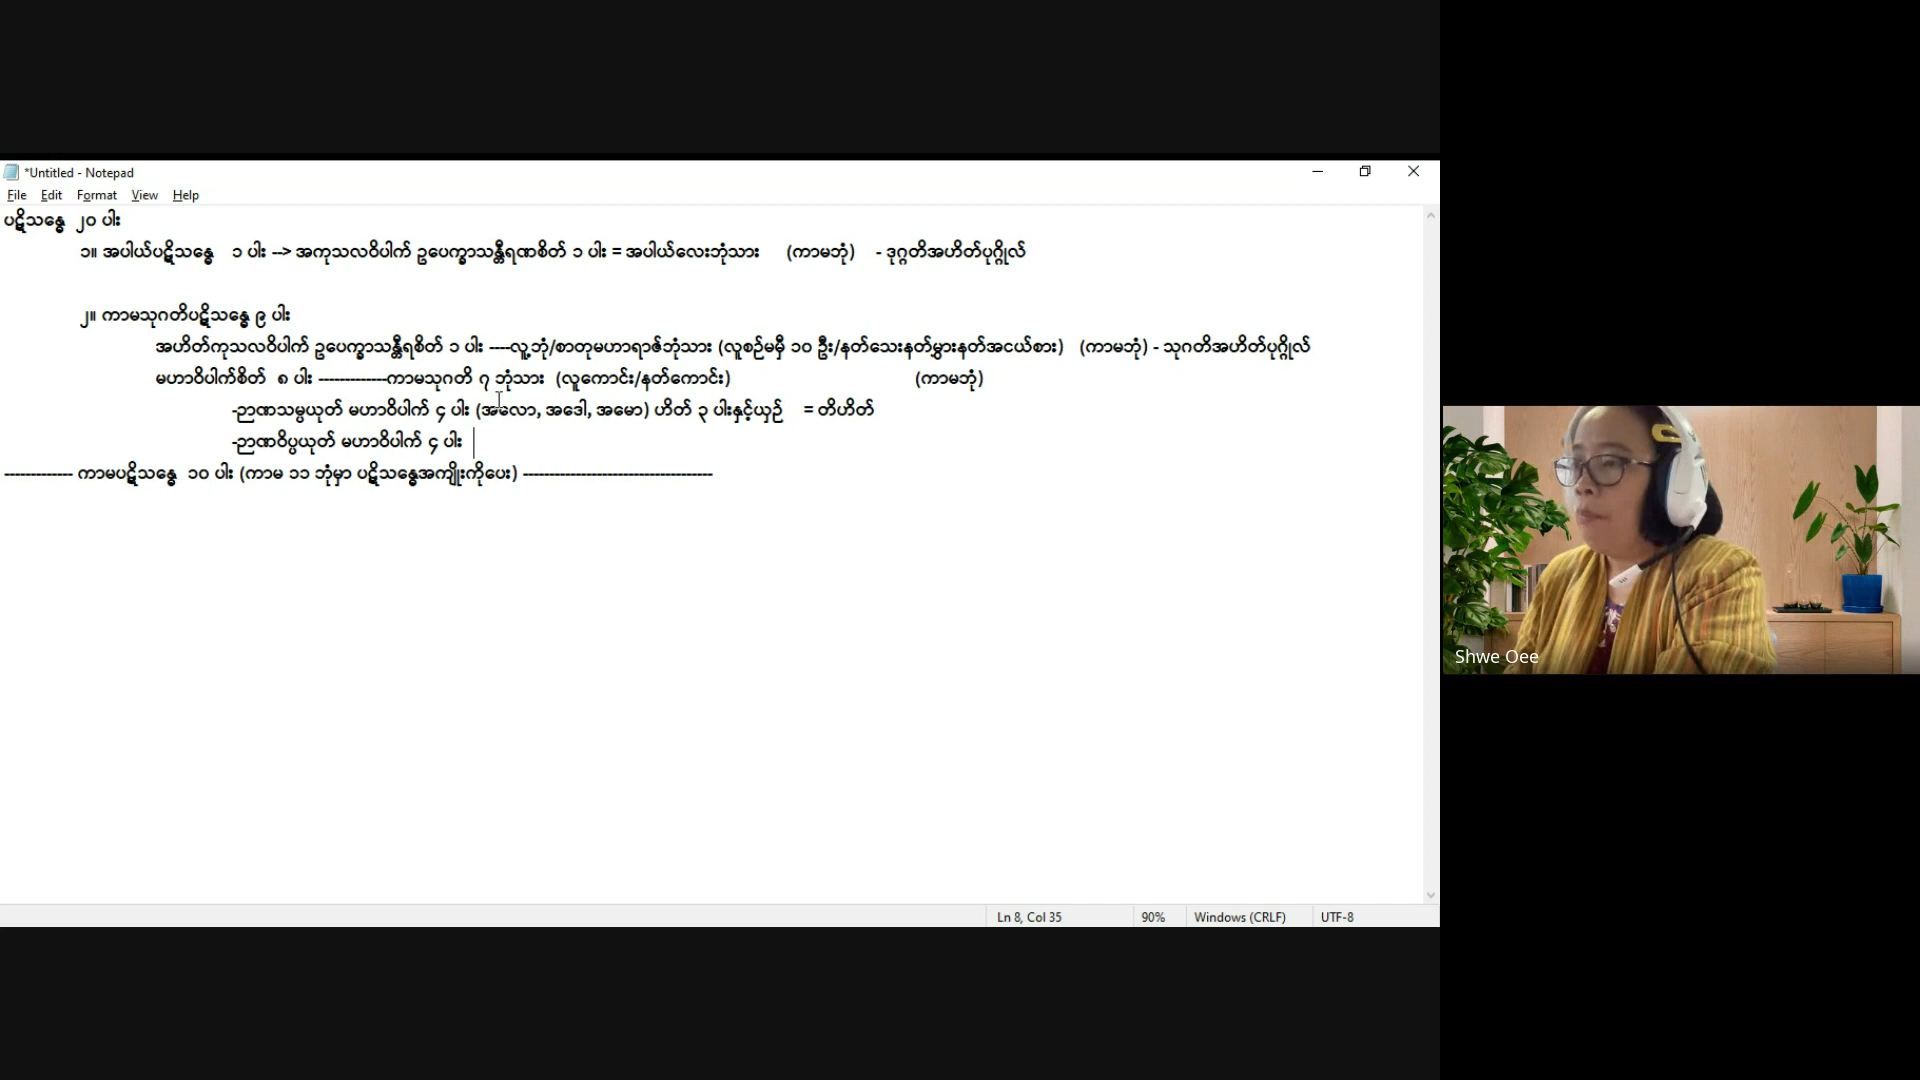 *Untitled - Notepad
File Edit Format View Help
ပဋိသန္ဓေ ၂၀ ပါး
၁။ အပါယ်ပဋိသန္ဓေ ၁ ပါး --> အကုသလဝိပါက် ဥပေက္ခာသန္တီရဏစိတ် ၁ ပါး = အပါယ်လေးဘုံသား (ကာမဘုံ) - ဒုဂ္ဂတိအဟိတ်ပုဂ္ဂိုလ်
၂။ ကာမသုဂတိပဋိသန္ဓေ ၉ ပါး
အဟိတ်ကုသလဝိပါက် ဥပေက္ခာသန္တီရစိတ် ၁ ပါး ----လူ့ဘုံ/စာတုမဟာရာဇ်ဘုံသား (လူစဉ်မမှီ ၁၀ ဦး/နတ်သေးနတ်မွှားနတ်အငယ်စား) (ကာမဘုံ) - သုဂတိအဟိတ်ပုဂ္ဂိုလ်
မဟာဝိပါက်စိတ် ၈ ပါး -------------ကာမသုဂတိ ၇ ဘုံသား (လူကောင်း/နတ်ကောင်း) (ကာမဘုံ)
-ဉာဏသမ္ပယုတ် မဟာဝိပါက် ၄ ပါး (အလော, အဒေါ, အမော) ဟိတ် ၃ ပါးနှင့်ယှဉ် = တိဟိတ်
-ဉာဏဝိပ္ပယုတ် မဟာဝိပါက် ၄ ပါး
------------- ကာမပဋိသန္ဓေ ၁၀ ပါး (ကာမ ၁၁ ဘုံမှာ ပဋိသန္ဓေအကျိုးကိုပေး) ------------------------------------
Ln 8, Col 35 90% Windows (CRLF) UTF-8
Shwe Oee